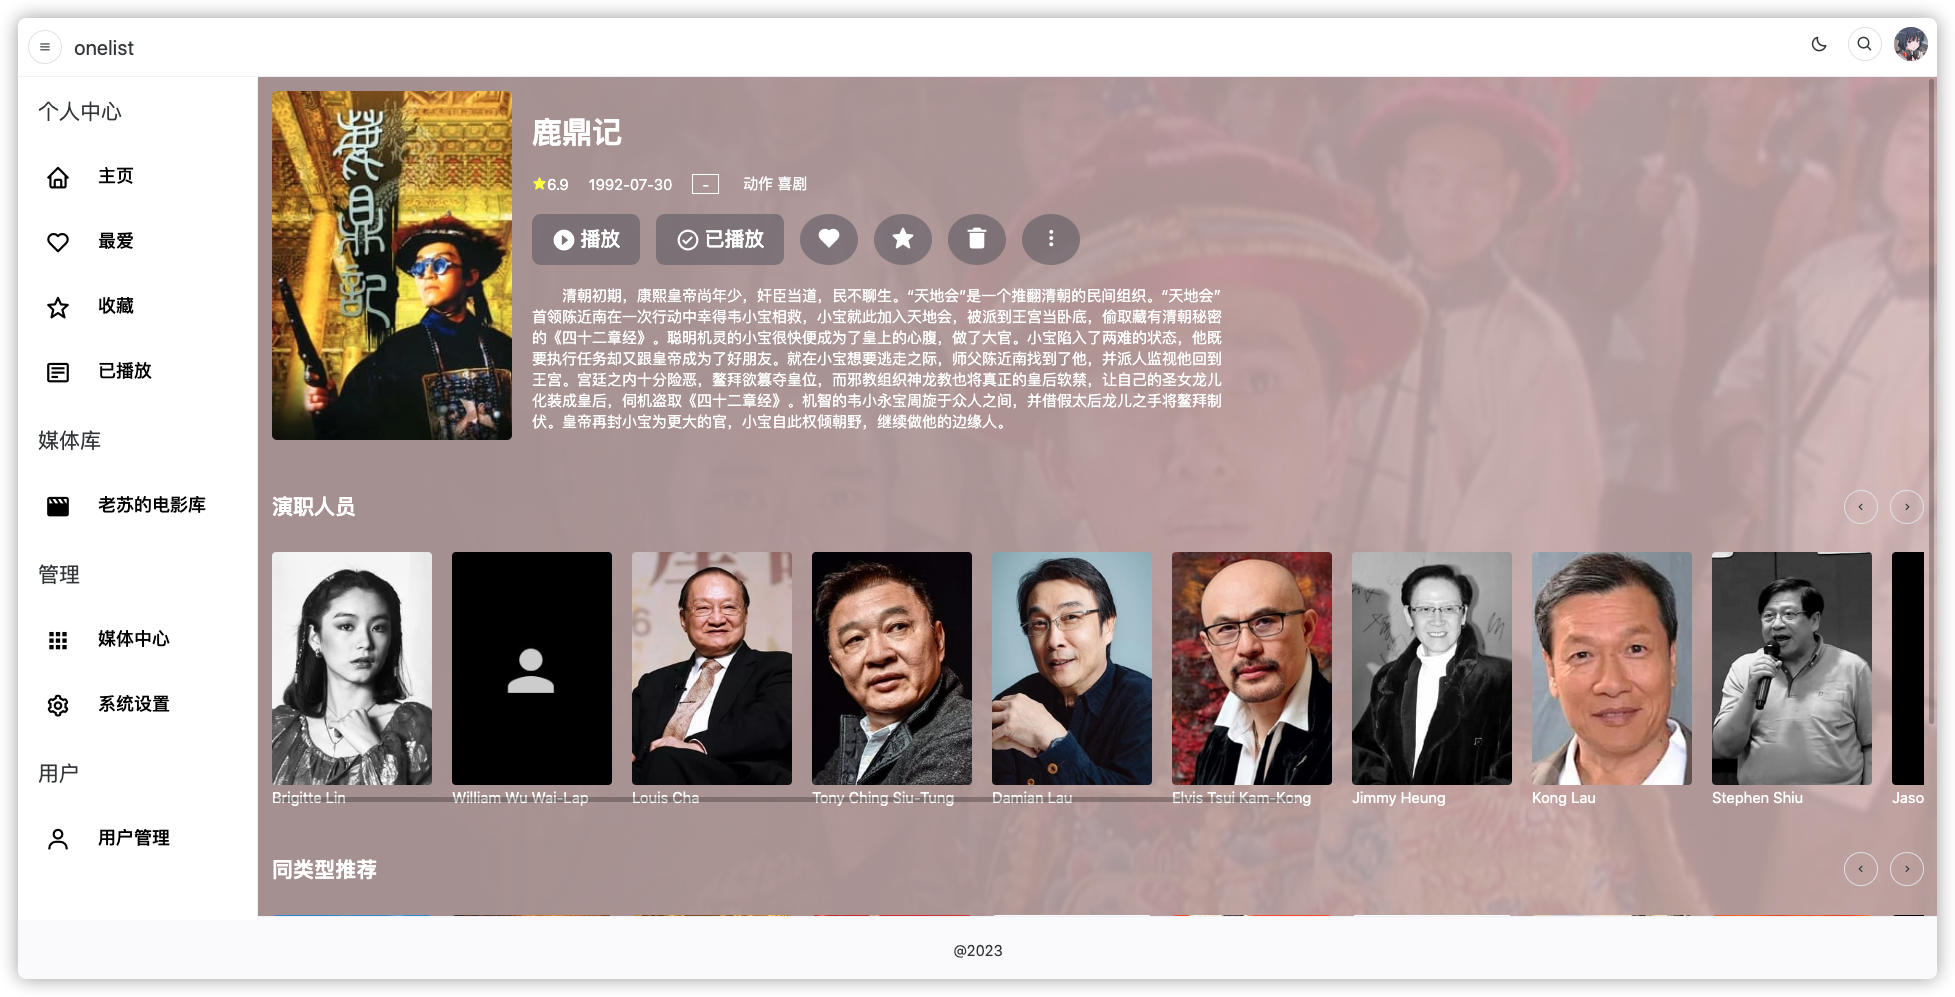 onelist
个人中心
主页
最爱
收藏
已播放
媒体库
老苏的电影库
管理
媒体中心
系统设置
用户
用户管理
鹿鼎記
鹿鼎记
6.9 1992-07-30 - 动作 喜剧
播放 已播放
清朝初期，康熙皇帝尚年少，奸臣当道，民不聊生。“天地会”是一个推翻清朝的民间组织。“天地会”
首领陈近南在一次行动中幸得韦小宝相救，小宝就此加入天地会，被派到王宫当卧底，偷取藏有清朝秘密
的《四十二章经》。聪明机灵的小宝很快便成为了皇上的心腹，做了大官。小宝陷入了两难的状态，他既
要执行任务却又跟皇帝成为了好朋友。就在小宝想要逃走之际，师父陈近南找到了他，并派人监视他回到
王宫。宫廷之内十分险恶，鳌拜欲篡夺皇位，而邪教组织神龙教也将真正的皇后软禁，让自己的圣女龙儿
化装成皇后，伺机盗取《四十二章经》。机智的韦小永宝周旋于众人之间，并借假太后龙儿之手将鳌拜制
伏。皇帝再封小宝为更大的官，小宝自此权倾朝野，继续做他的边缘人。
演职人员
Brigitte Lin
William Wu Wai-Lap
Louis Cha
Tony Ching Siu-Tung
Damian Lau
Elvis Tsui Kam-Kong
Jimmy Heung
Kong Lau
Stephen Shiu
Jaso
同类型推荐
@2023